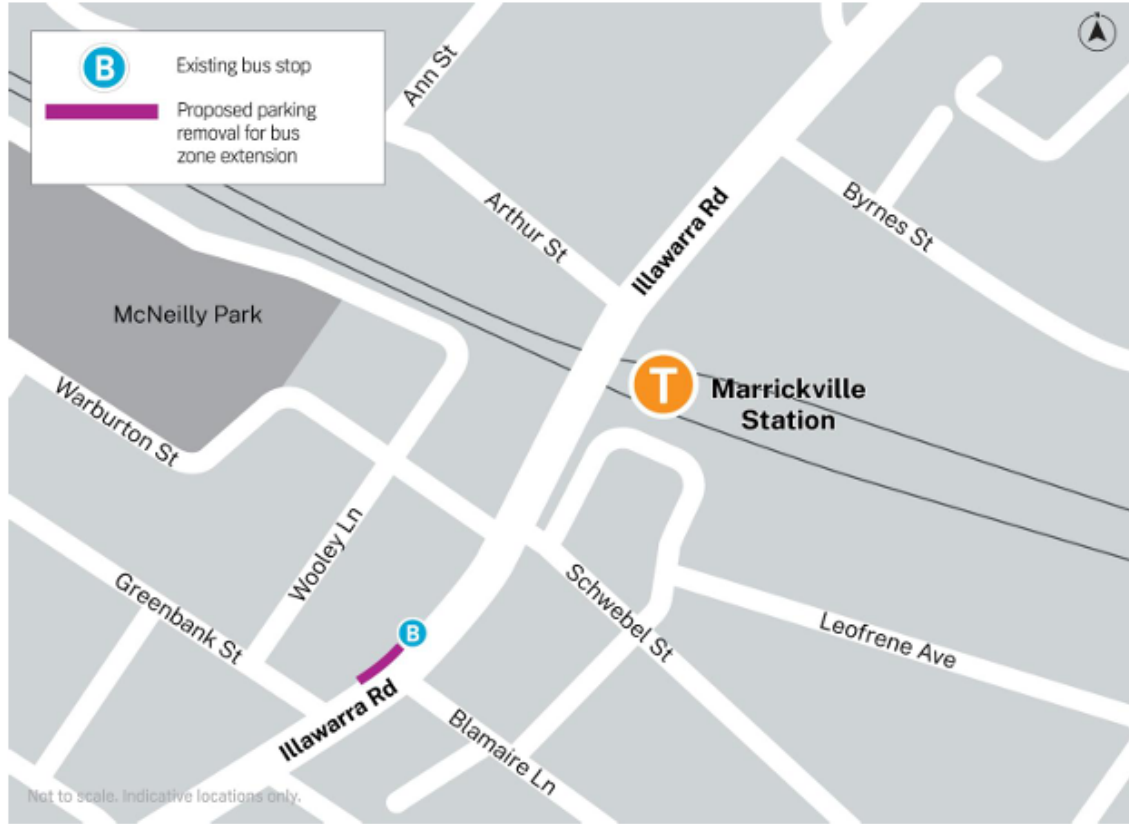 B
Existing bus stop
Proposed parking
removal for bus
zone extension
Ann St
Arthur St
Illawarra Rd
Byrnes St
McNeilly Park
T
Marrickville
Station
Warburton St
Wooley Ln
Greenbank St
Schwebel St
Leofrene Ave
B
Illawarra Rd
Blamaire Ln
Not to scale. Indicative locations only.